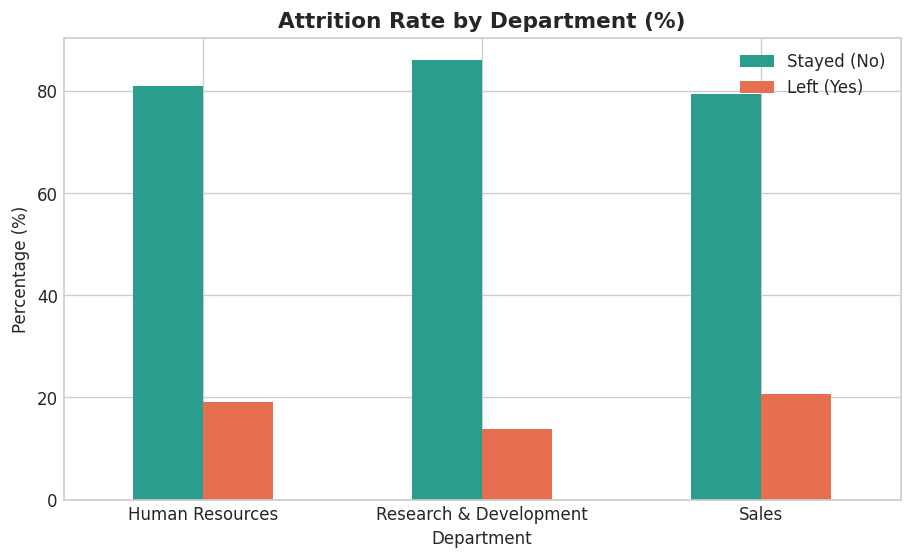 Attrition Rate by Department (%)
Stayed (No)
Left (Yes)
Percentage (%)
80
60
40
20
0
Human Resources
Research & Development
Sales
Department